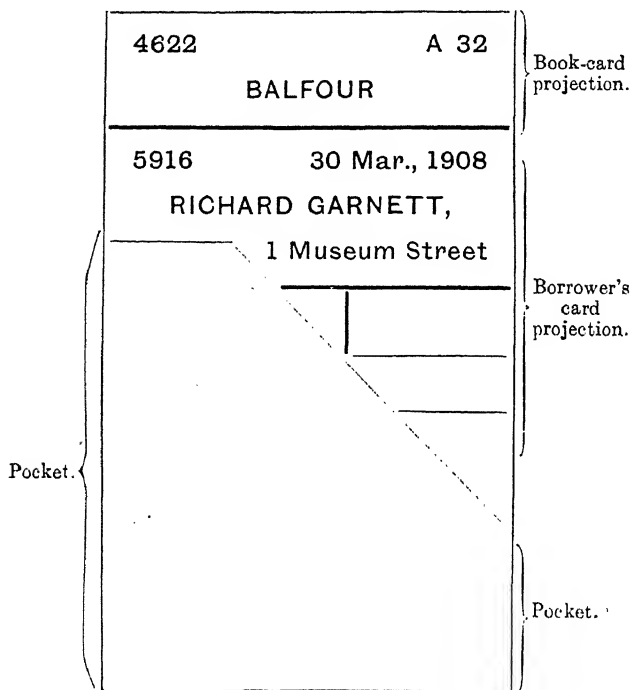 4622 A 32
BALFOUR
Book-card
projection.
5916 30 Mar., 1908
RICHARD GARNETT,
1 Museum Street
Borrower's
card
projection.
Pocket.
Pocket.